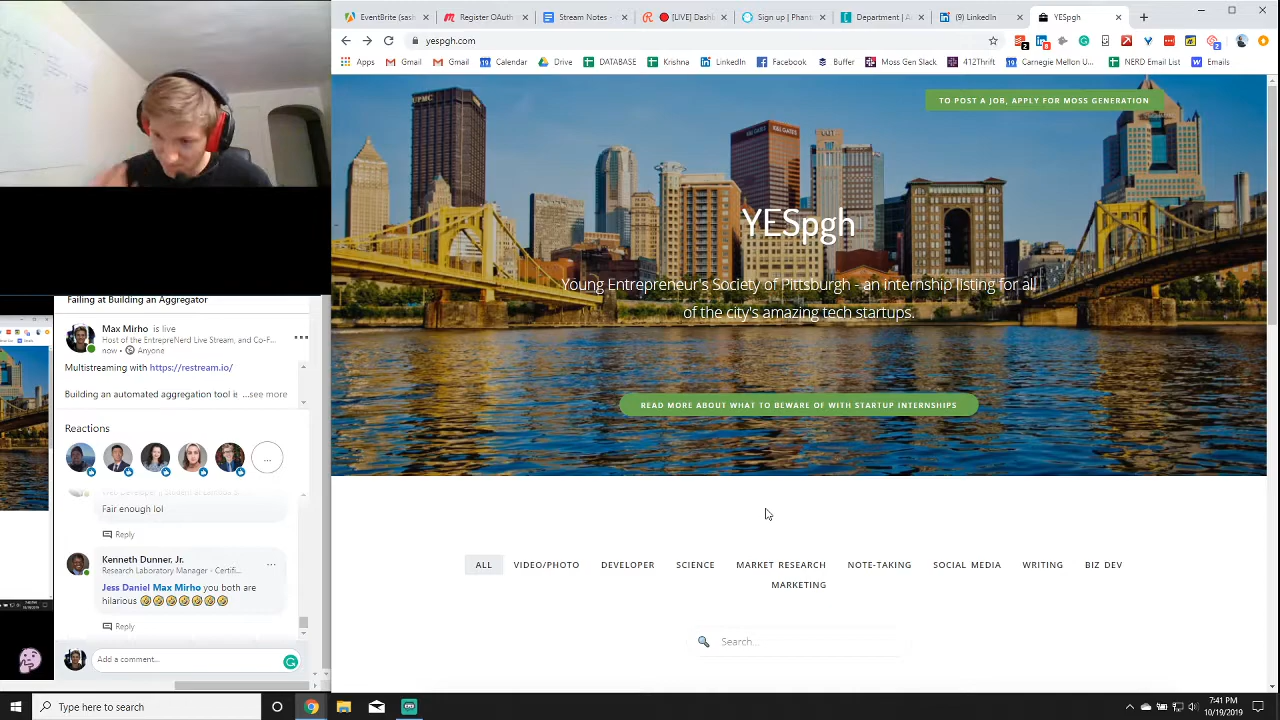 EventBrite (sash
Register OAuth
Stream Notes -
[LIVE] Dashb
Sign up | Phant
Department | A
(9) LinkedIn
YESpgh
yespgh.com
Apps
Gmail
Gmail
Calendar
Drive
DATABASE
Krishna
LinkedIn
Facebook
Buffer
Moss Gen Slack
412Thrift
Carnegie Mellon U...
NERD Email List
Emails
UPMC
K&L GATES
TO POST A JOB, APPLY FOR MOSS GENERATION
YESpgh
Young Entrepreneur's Society of Pittsburgh - an internship listing for all
of the city's amazing tech startups.
READ MORE ABOUT WHAT TO BEWARE OF WITH STARTUP INTERNSHIPS
ALL VIDEO/PHOTO DEVELOPER SCIENCE MARKET RESEARCH NOTE-TAKING SOCIAL MEDIA WRITING BIZ DEV
MARKETING
Search...
Failing at Building an Aggregator
Max Mirho is live
Host of the EntrepreNerd Live Stream, and Co-F...
now • Anyone
Multistreaming with https://restream.io/
Building an automated aggregation tool i ...see more
Reactions
...
Fair enough lol
Reply
Kenneth Dunner, Jr.
Research Laboratory Manager - Certifi...
Jess Daniel Max Mirho you both are
hilarious
Reply
Add a comment...
Type here to search
7:41 PM
10/19/2019